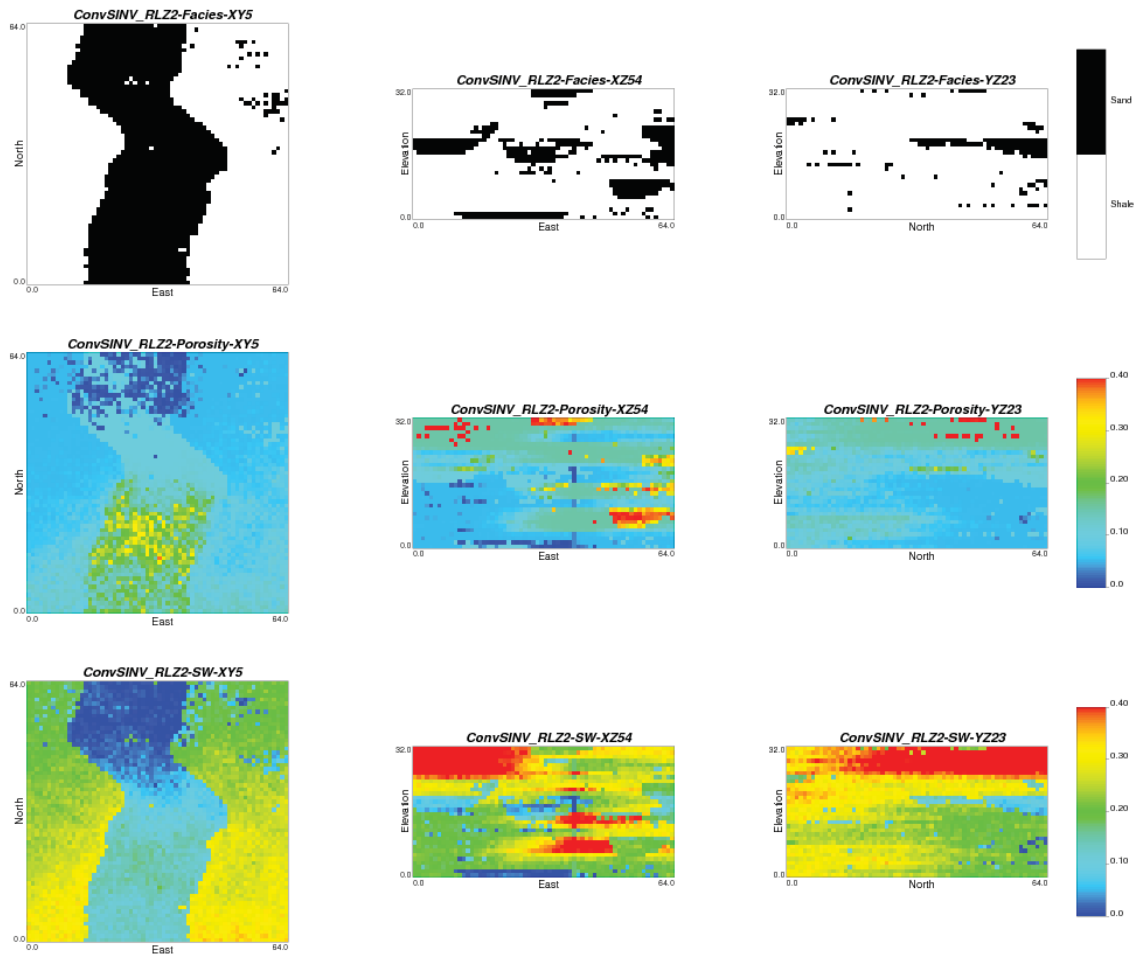 ConvSINV_RLZ2-Facies-XY5
64.0
North
0.0
0.0
East
64.0
ConvSINV_RLZ2-Facies-XZ54
32.0
Elevation
0.0
0.0
East
64.0
ConvSINV_RLZ2-Facies-YZ23
32.0
Elevation
0.0
0.0
North
64.0
Sand
Shale
ConvSINV_RLZ2-Porosity-XY5
64.0
North
0.0
0.0
East
64.0
ConvSINV_RLZ2-Porosity-XZ54
32.0
Elevation
0.0
0.0
East
64.0
ConvSINV_RLZ2-Porosity-YZ23
32.0
Elevation
0.0
0.0
North
64.0
0.40
0.30
0.20
0.10
0.0
ConvSINV_RLZ2-SW-XY5
64.0
North
0.0
0.0
East
64.0
ConvSINV_RLZ2-SW-XZ54
32.0
Elevation
0.0
0.0
East
64.0
ConvSINV_RLZ2-SW-YZ23
32.0
Elevation
0.0
0.0
North
64.0
0.40
0.30
0.20
0.10
0.0